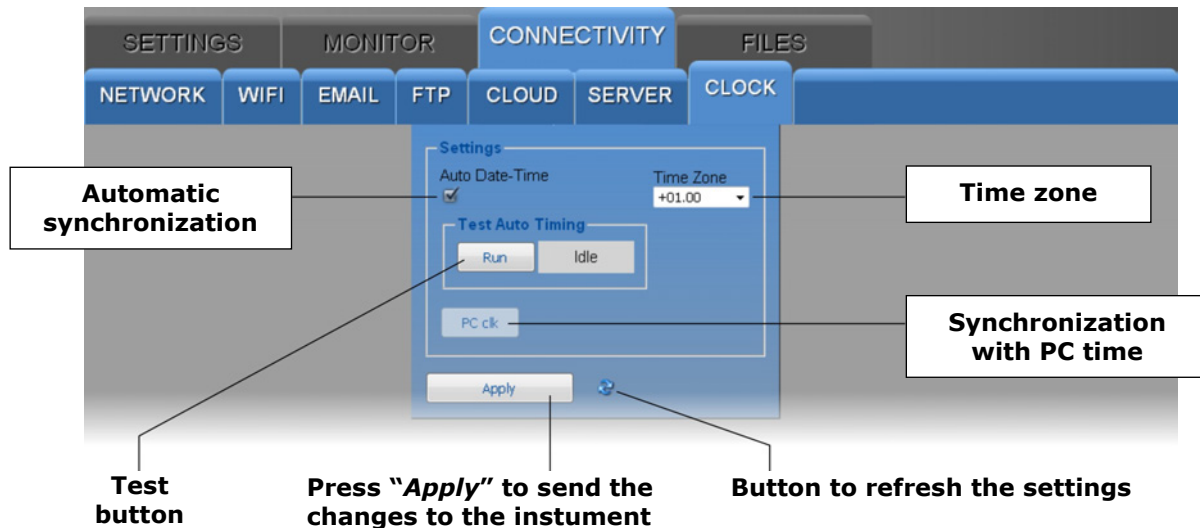 SETTINGS MONITOR CONNECTIVITY FILES
NETWORK WIFI EMAIL FTP CLOUD SERVER CLOCK
Settings
Auto Date-Time
Time Zone
+01.00
Test Auto Timing
Run
Idle
PC clk
Apply
Automatic
synchronization
Time zone
Synchronization
with PC time
Test
button
Press “Apply” to send the
changes to the instument
Button to refresh the settings